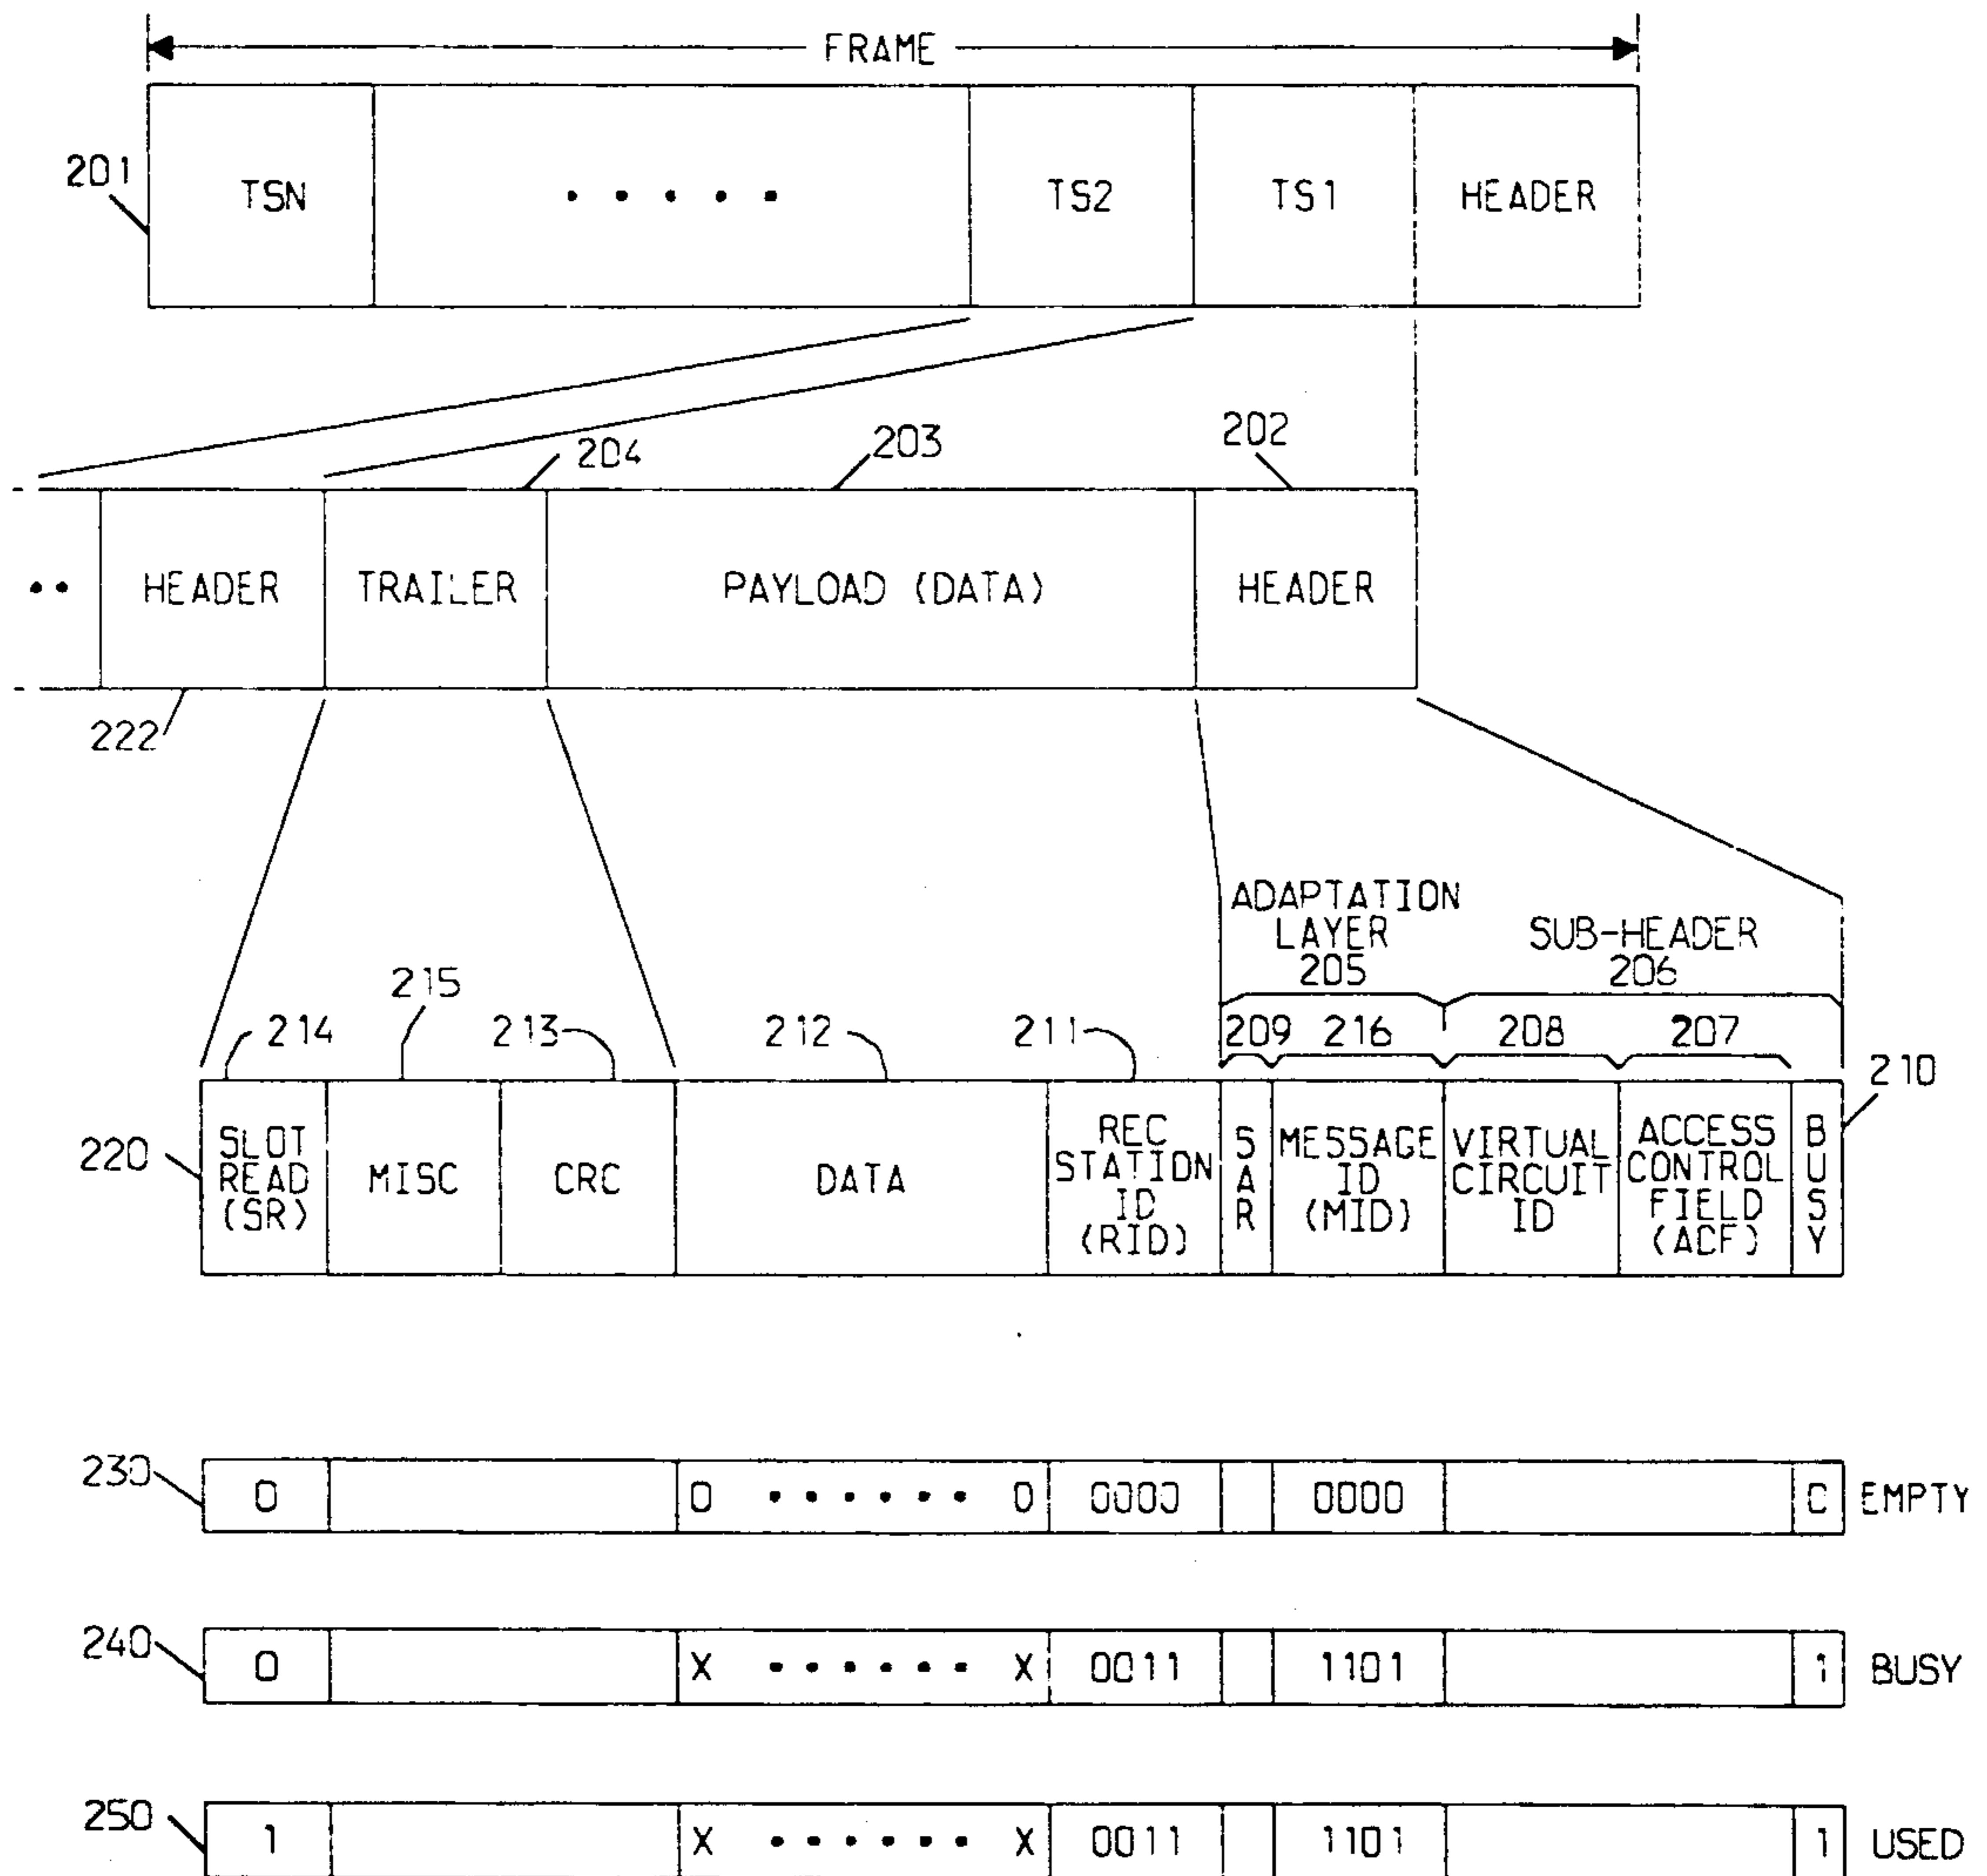 FRAME
201
TSN
TS2
TS1
HEADER
204
203
202
HEADER
TRAILER
PAYLOAD (DATA)
HEADER
222
ADAPTATION
LAYER
205
SUB-HEADER
206
214
215
213
212
211
209
216
208
207
210
220
SLOT
READ
(SR)
MISC
CRC
DATA
REC
STATION
ID
(RID)
SAR
MESSAGE
ID
(MID)
VIRTUAL
CIRCUIT
ID
ACCESS
CONTROL
FIELD
(ACF)
BUSY
230
0
0 • • • • • • 0
0000
0000
0
EMPTY
240
0
X • • • • • • X
0011
1101
1
BUSY
250
1
X • • • • • • X
0011
1101
1
USED